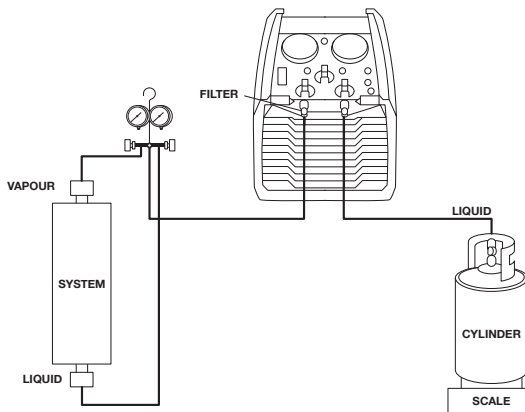 FILTER
VAPOUR
LIQUID
SYSTEM
CYLINDER
LIQUID
SCALE